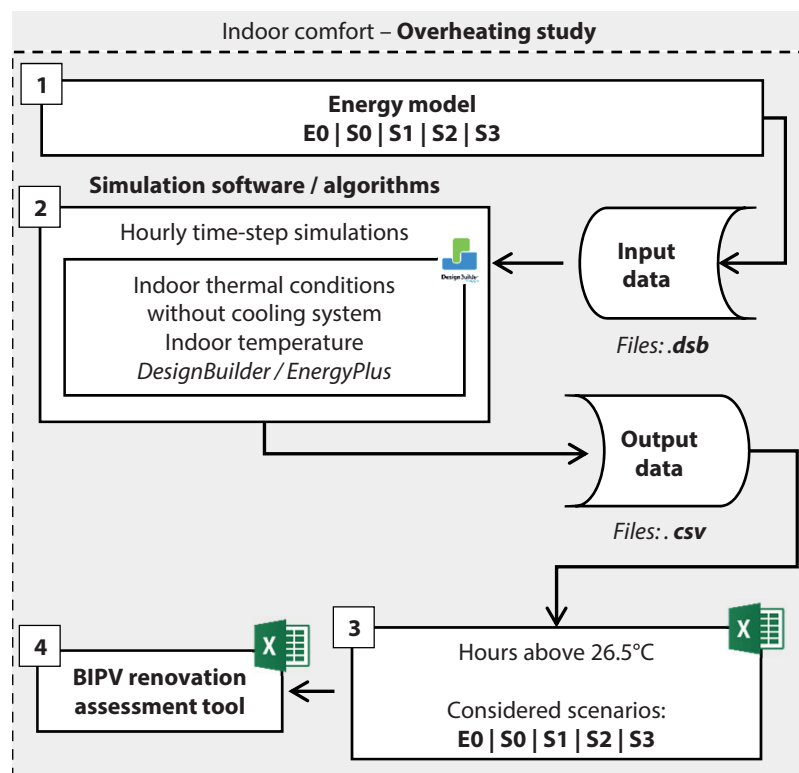 Indoor comfort – Overheating study
1
Energy model
E0 | S0 | S1 | S2 | S3
Simulation software / algorithms
2
Hourly time-step simulations
DesignBuilder
Indoor thermal conditions
without cooling system
Indoor temperature
DesignBuilder / EnergyPlus
Input
data
Files: .dsb
Output
data
Files: . csv
3
X
Hours above 26.5°C
Considered scenarios:
E0 | S0 | S1 | S2 | S3
4
X
BIPV renovation
assessment tool